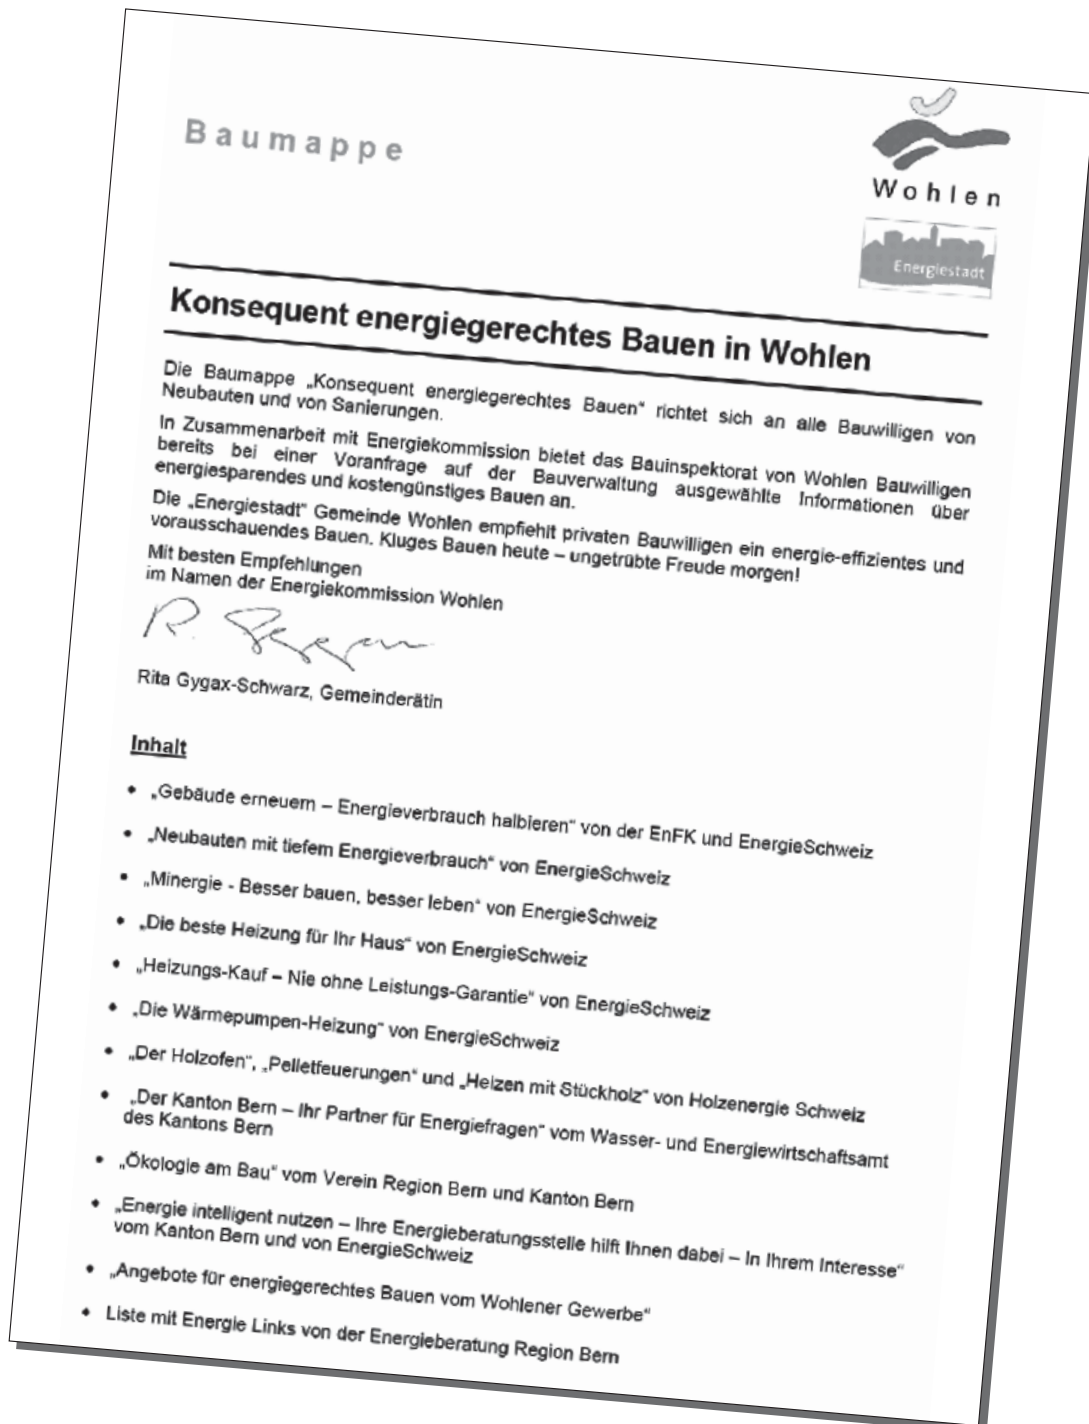 Baumappe
Wohlen
Energiestadt
Konsequent energiegerechtes Bauen in Wohlen
Die Baumappe „Konsequent energiegerechtes Bauen“ richtet sich an alle Bauwilligen von
Neubauten und von Sanierungen.
In Zusammenarbeit mit Energiekommission bietet das Bauinspektorat von Wohlen Bauwilligen
bereits bei einer Voranfrage auf der Bauverwaltung ausgewählte Informationen über
energiesparendes und kostengünstiges Bauen an.
Die „Energiestadt“ Gemeinde Wohlen empfiehlt privaten Bauwilligen ein energie-effizientes und
vorausschauendes Bauen. Kluges Bauen heute – ungetrübte Freude morgen!
Mit besten Empfehlungen
im Namen der Energiekommission Wohlen
Rita Gygax-Schwarz, Gemeinderätin
Inhalt
• „Gebäude erneuern – Energieverbrauch halbieren“ von der EnFK und EnergieSchweiz
• „Neubauten mit tiefem Energieverbrauch“ von EnergieSchweiz
• „Minergie - Besser bauen, besser leben“ von EnergieSchweiz
• „Die beste Heizung für Ihr Haus“ von EnergieSchweiz
• „Heizungs-Kauf – Nie ohne Leistungs-Garantie“ von EnergieSchweiz
• „Die Wärmepumpen-Heizung“ von EnergieSchweiz
• „Der Holzofen“, „Pelletfeuerungen“ und „Heizen mit Stückholz“ von Holzenergie Schweiz
• „Der Kanton Bern – Ihr Partner für Energiefragen“ vom Wasser- und Energiewirtschaftsamt
des Kantons Bern
• „Ökologie am Bau“ vom Verein Region Bern und Kanton Bern
• „Energie intelligent nutzen – Ihre Energieberatungsstelle hilft Ihnen dabei – In Ihrem Interesse“
vom Kanton Bern und von EnergieSchweiz
• „Angebote für energiegerechtes Bauen vom Wohlener Gewerbe“
• Liste mit Energie Links von der Energieberatung Region Bern